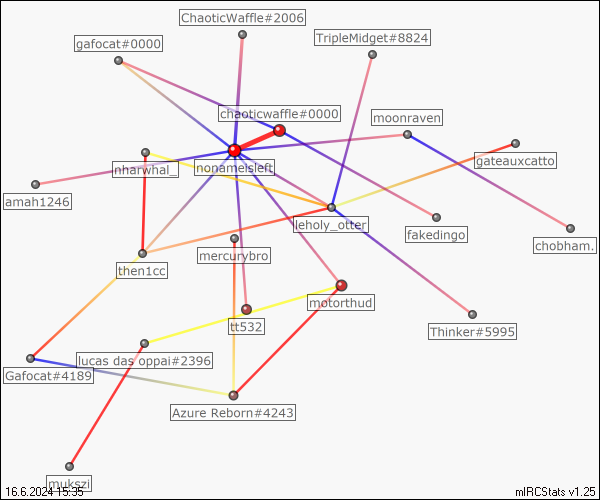 ChaoticWaffle#2006
gafocat#0000
TripleMidget#8824
chaoticwaffle#0000
moonraven
gateauxcatto
nharwhal_
nonameisleft
amah1246
leholy_otter
fakedingo
chobham.
mercurybro
then1cc
motorthud
tt532
Thinker#5995
lucas das oppai#2396
Gafocat#4189
Azure Reborn#4243
mukszi
16.6.2024 15:35
mIRCStats v1.25